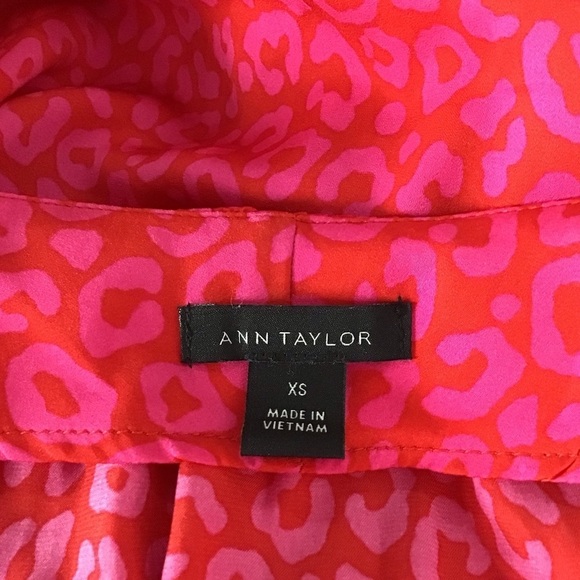 ANN TAYLOR
XS
MADE IN
VIETNAM